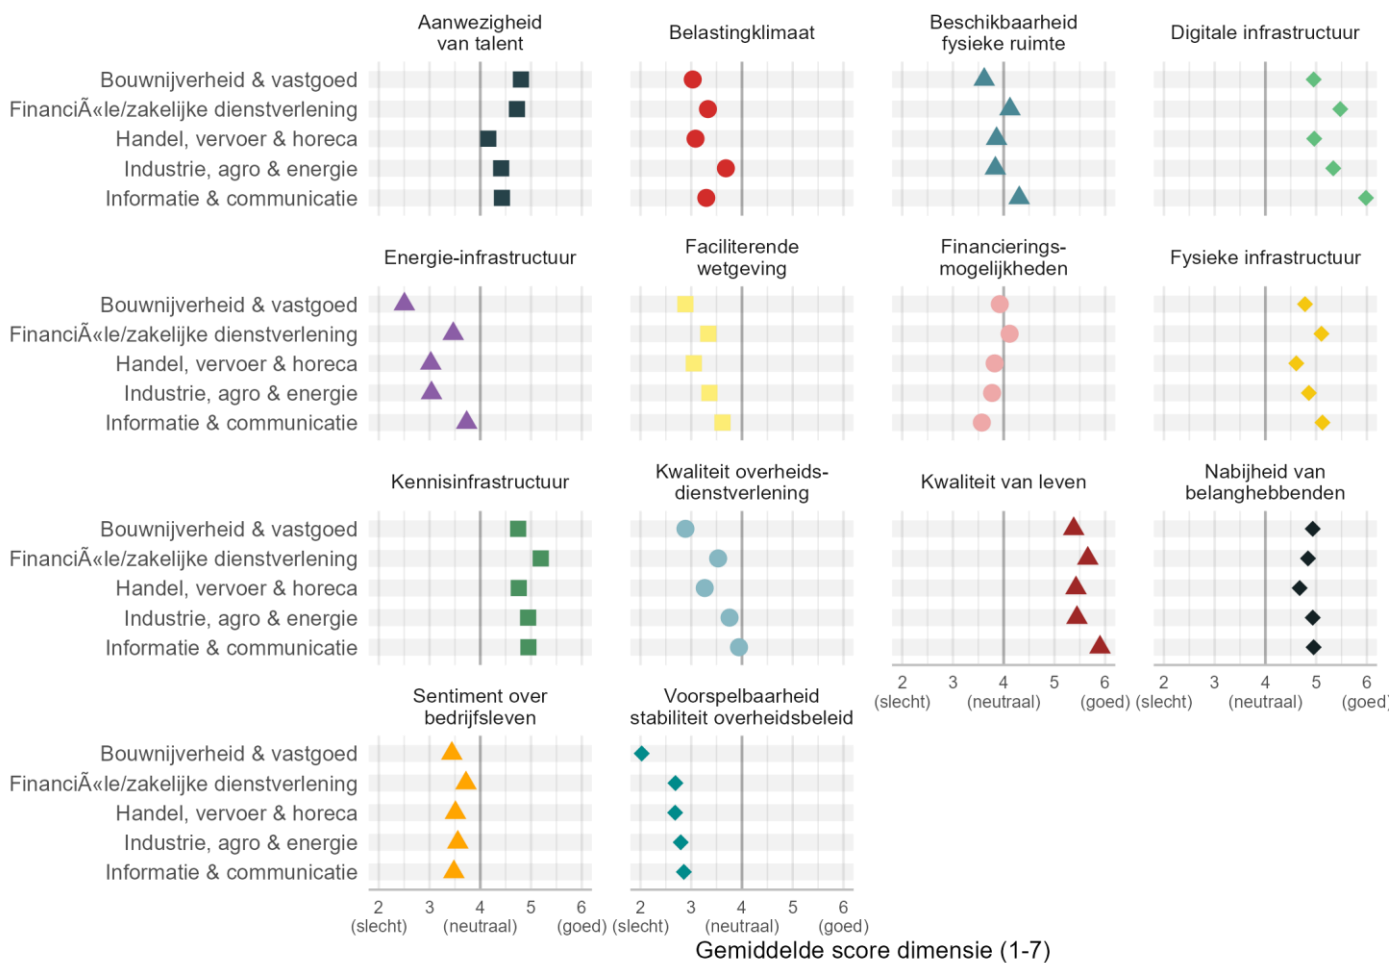 Aanwezigheid
van talent
Belastingklimaat
Beschikbaarheid
fysieke ruimte
Digitale infrastructuur
Bouwnijverheid & vastgoed
FinanciÃ«le/zakelijke dienstverlening
Handel, vervoer & horeca
Industrie, agro & energie
Informatie & communicatie
Energie-infrastructuur
Faciliterende
wetgeving
Financierings-
mogelijkheden
Fysieke infrastructuur
Bouwnijverheid & vastgoed
FinanciÃ«le/zakelijke dienstverlening
Handel, vervoer & horeca
Industrie, agro & energie
Informatie & communicatie
Kennisinfrastructuur
Kwaliteit overheids-
dienstverlening
Kwaliteit van leven
Nabijheid van
belanghebbenden
Bouwnijverheid & vastgoed
FinanciÃ«le/zakelijke dienstverlening
Handel, vervoer & horeca
Industrie, agro & energie
Informatie & communicatie
2 3 4 5 6 2 3 4 5 6
(slecht) (neutraal) (goed) (slecht) (neutraal) (goed)
Sentiment over
bedrijfsleven
Voorspelbaarheid
stabiliteit overheidsbeleid
Bouwnijverheid & vastgoed
FinanciÃ«le/zakelijke dienstverlening
Handel, vervoer & horeca
Industrie, agro & energie
Informatie & communicatie
2 3 4 5 6 2 3 4 5 6
(slecht) (neutraal) (goed) (slecht) (neutraal) (goed)
Gemiddelde score dimensie (1-7)